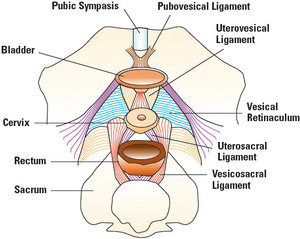 Pubic Sympasis
Pubovesical Ligament
Uterovesical
Ligament
Bladder
Vesical
Retinaculum
Cervix
Uterosacral
Ligament
Rectum
Vesicosacral
Ligament
Sacrum